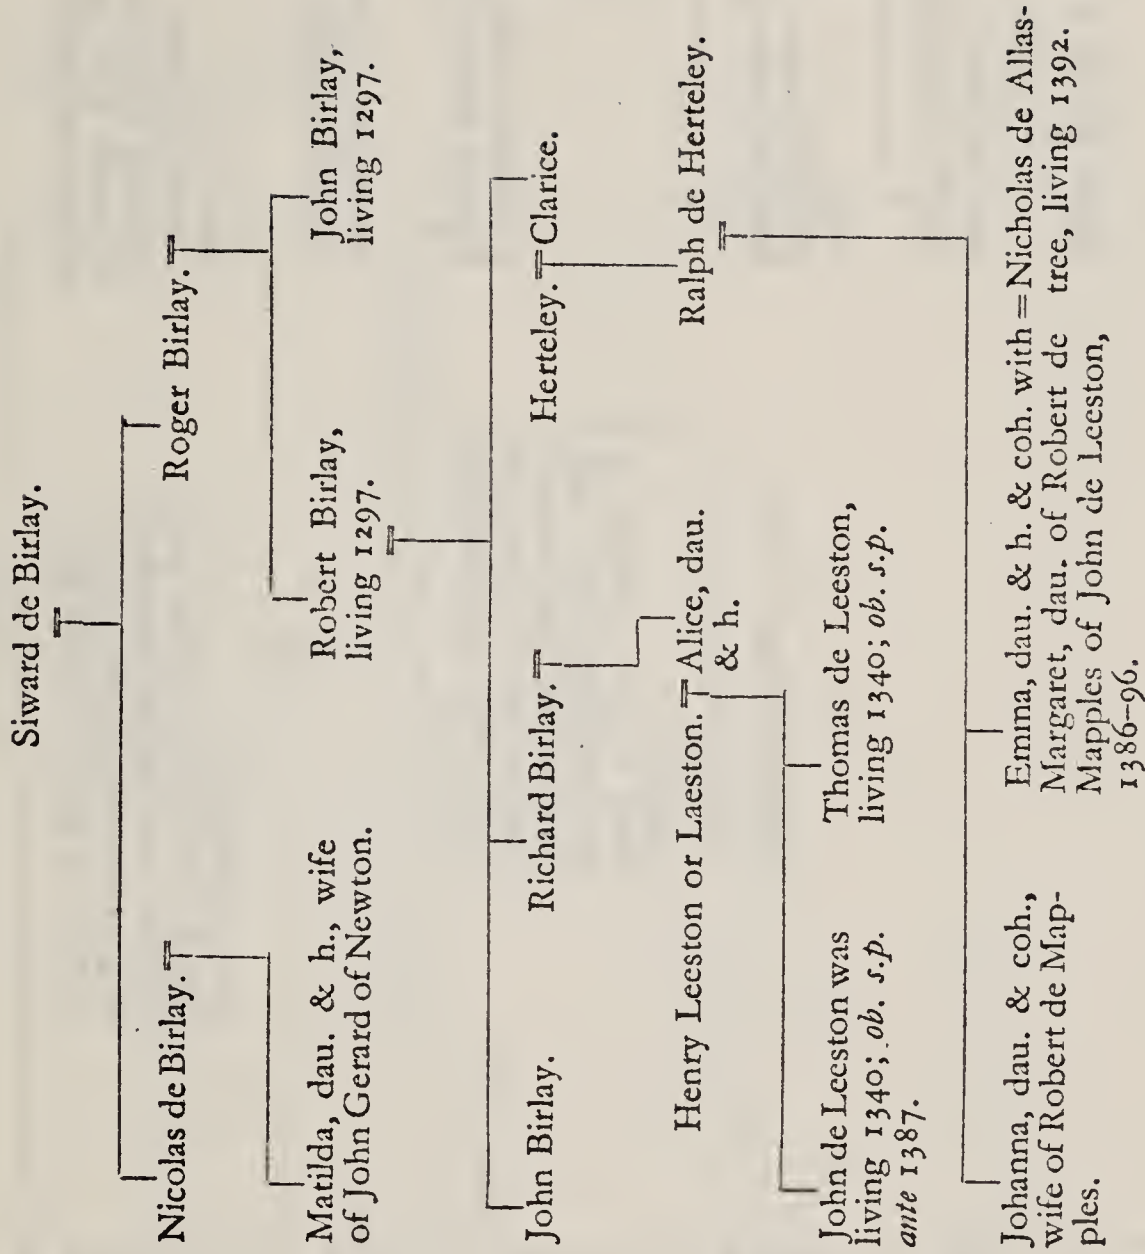 Siward de Birlay.
Nicolas de Birlay.
Roger Birlay.
Matilda, dau. & h., wife
of John Gerard of Newton.
Robert Birlay,
living 1297.
John Birlay,
living 1297.
John Birlay.
Richard Birlay.
Herteley. = Clarice.
Henry Leeston or Laeston. = Alice, dau.
& h.
Ralph de Herteley.
John de Leeston was
living 1340; ob. s.p.
ante 1387.
Thomas de Leeston,
living 1340; ob. s.p.
Johanna, dau. & coh.,
wife of Robert de Map-
ples.
Emma, dau. & h. & coh. with = Nicholas de Allas-
Margaret, dau. of Robert de tree, living 1392.
Mapples of John de Leeston,
1386–96.